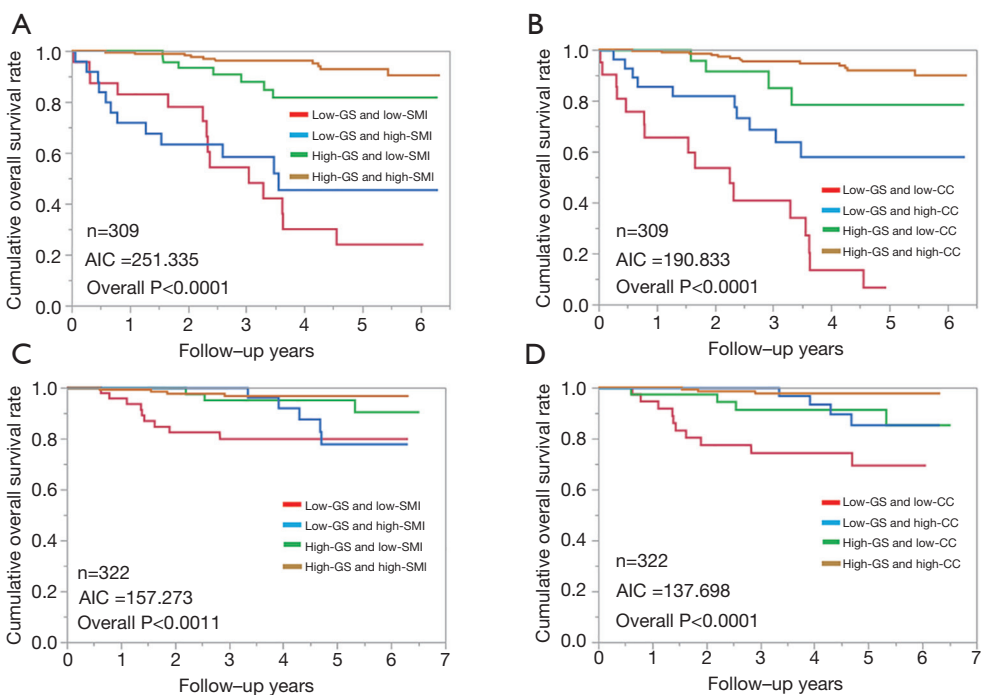 A
Cumulative overall survival rate
1.0
0.8
0.6
0.4
0.2
0.0
Low-GS and low-SMI
Low-GS and high-SMI
High-GS and low-SMI
High-GS and high-SMI
n=309
AIC =251.335
Overall P<0.0001
0 1 2 3 4 5 6
Follow–up years
B
Cumulative overall survival rate
1.0
0.8
0.6
0.4
0.2
0.0
Low-GS and low-CC
Low-GS and high-CC
High-GS and low-CC
High-GS and high-CC
n=309
AIC =190.833
Overall P<0.0001
0 1 2 3 4 5 6
Follow–up years
C
Cumulative overall survival rate
1.0
0.8
0.6
0.4
0.2
0.0
Low-GS and low-SMI
Low-GS and high-SMI
High-GS and low-SMI
High-GS and high-SMI
n=322
AIC =157.273
Overall P<0.0011
0 1 2 3 4 5 6 7
Follow–up years
D
Cumulative overall survival rate
1.0
0.8
0.6
0.4
0.2
0.0
Low-GS and low-CC
Low-GS and high-CC
High-GS and low-CC
High-GS and high-CC
n=322
AIC =137.698
Overall P<0.0001
0 1 2 3 4 5 6 7
Follow–up years